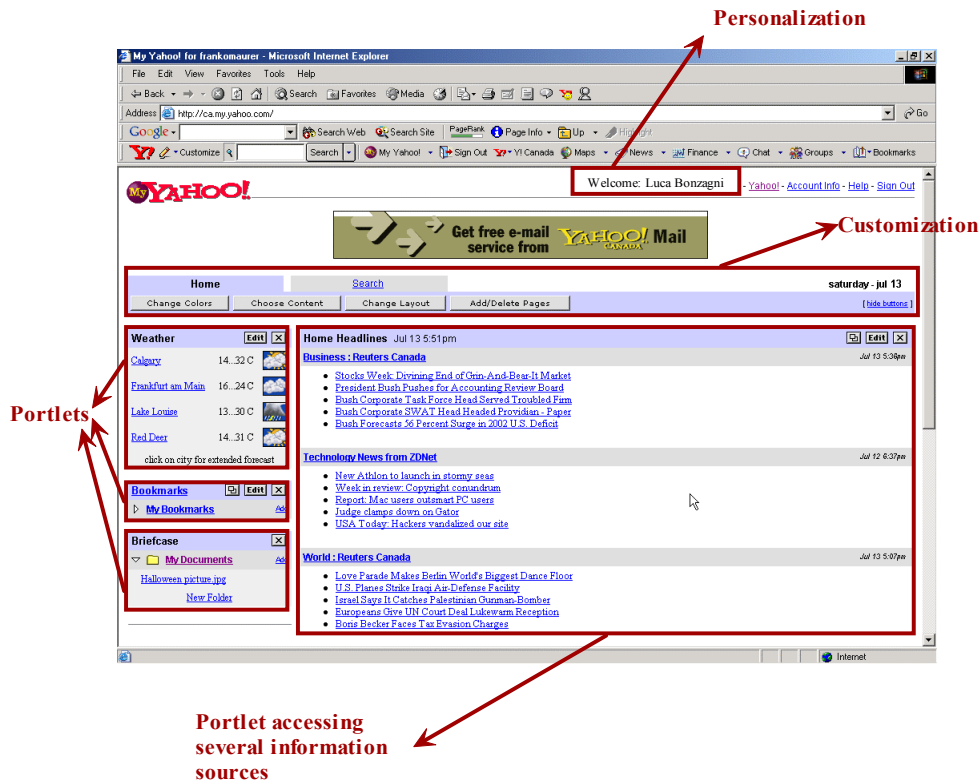 Personalization
My Yahoo! for frankomaurer - Microsoft Internet Explorer
File Edit View Favorites Tools Help
Back Search Favorites Media
Address http://ca.my.yahoo.com/ Go
Google Search Web Search Site PageRank Page Info Up Highlight
Y? Customize Search My Yahoo! Sign Out Y! Canada Maps News Finance Chat Groups Bookmarks
My YAHOO!
Welcome: Luca Bonzagni - Yahoo! - Account Info - Help - Sign Out
Get free e-mail
service from YAHOO! CANADA Mail
Customization
Home Search saturday - jul 13
Change Colors Choose Content Change Layout Add/Delete Pages [ hide buttons ]
Portlets
Weather Edit X
Calgary 14...32 C
Frankfurt am Main 16...24 C
Lake Louise 13...30 C
Red Deer 14...31 C
click on city for extended forecast
Bookmarks Edit X
My Bookmarks Ad
Briefcase X
My Documents Ad
Halloween picture.jpg
New Folder
Home Headlines Jul 13 5:51pm Edit X
Business : Reuters Canada Jul 13 5:36pm
• Stocks Week: Divining End of Grin-And-Bear-It Market
• President Bush Pushes for Accounting Review Board
• Bush Corporate Task Force Head Served Troubled Firm
• Bush Corporate SWAT Head Headed Providian - Paper
• Bush Forecasts 56 Percent Surge in 2002 U.S. Deficit
Technology News from ZDNet Jul 12 6:37pm
• New Athlon to launch in stormy seas
• Week in review: Copyright conundrum
• Report: Mac users outsmart PC users
• Judge clamps down on Gator
• USA Today: Hackers vandalized our site
World : Reuters Canada Jul 13 5:07pm
• Love Parade Makes Berlin World's Biggest Dance Floor
• U.S. Planes Strike Iraqi Air-Defense Facility
• Israel Says It Catches Palestinian Gunman-Bomber
• Europeans Give UN Court Deal Lukewarm Reception
• Boris Becker Faces Tax Evasion Charges
Internet
Portlet accessing
several information
sources